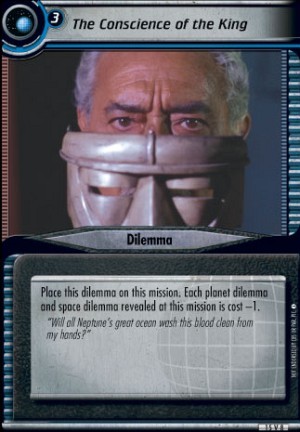 3
The Conscience of the King
Dilemma
Place this dilemma on this mission. Each planet dilemma
and space dilemma revealed at this mission is cost –1.
"Will all Neptune's great ocean wash this blood clean from
my hands?"
15 V 8